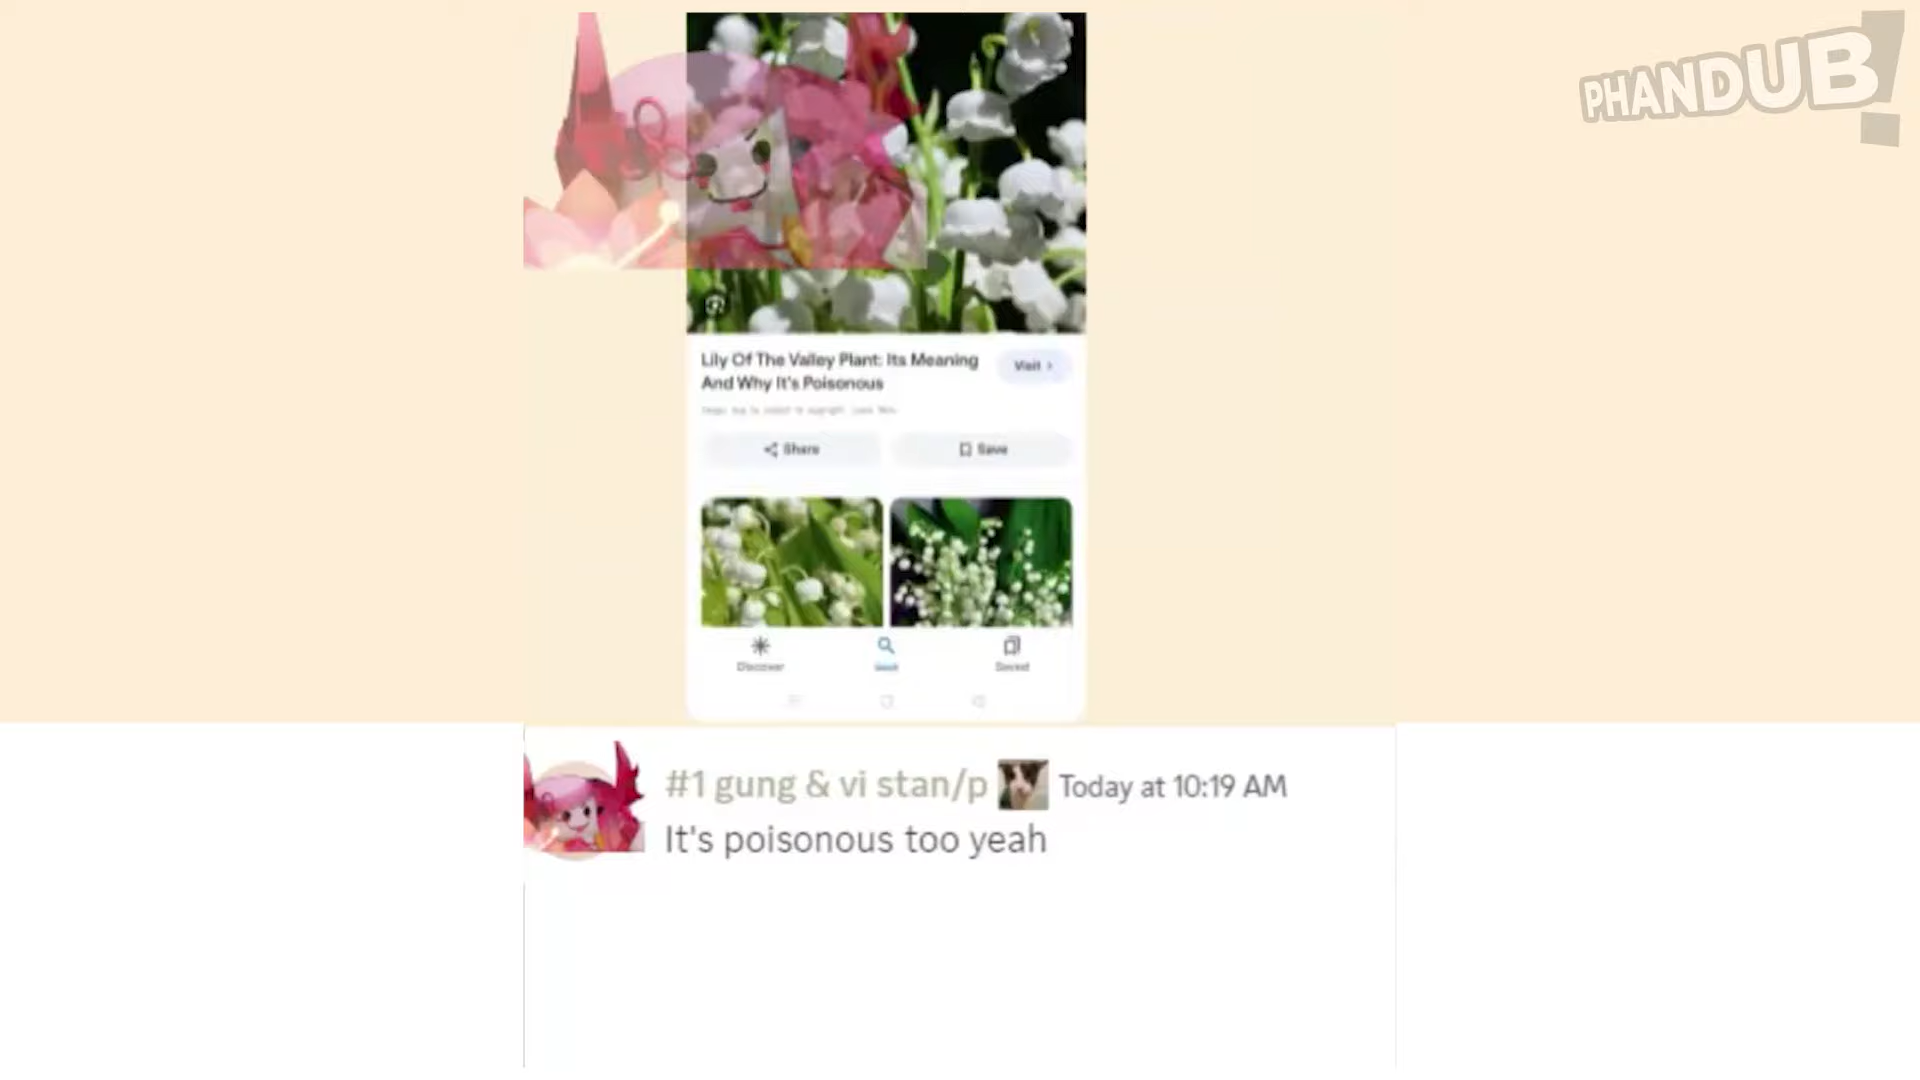 PHANDUB!
Lily Of The Valley Plant: Its Meaning
And Why It's Poisonous
Visit
Share
Save
Discover
Saved
#1 gung & vi stan/p Today at 10:19 AM
It's poisonous too yeah